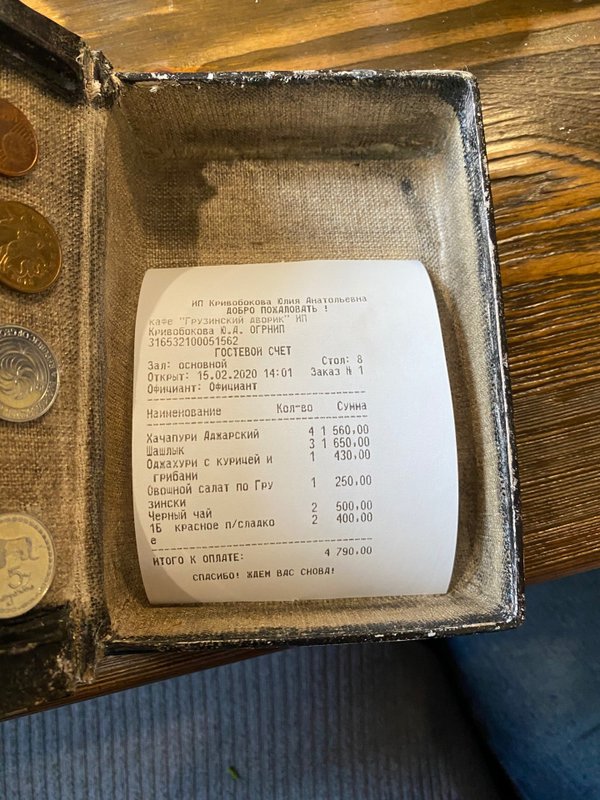 ИП Кривобокова Юлия Анатольевна
ДОБРО ПОЖАЛОВАТЬ !
кафе "Грузинский дворик" ИП
Кривобокова Ю.А. ОГРНИП
316532100051562
ГОСТЕВОЙ СЧЕТ
Зал: основной Стол: 8
Открыт: 15.02.2020 14:01 Заказ № 1
Официант: Официант
Наименование Кол-во Сумма
Хачапури Аджарский 4 1 560,00
Шашлык 3 1 650,00
Оджахури с курицей и 1 430,00
грибами
Овощной салат по Гру 1 250,00
зински
Черный чай 2 500,00
1Б красное п/сладко 2 400,00
е
ИТОГО К ОПЛАТЕ: 4 790,00
СПАСИБО! ЖДЕМ ВАС СНОВА!